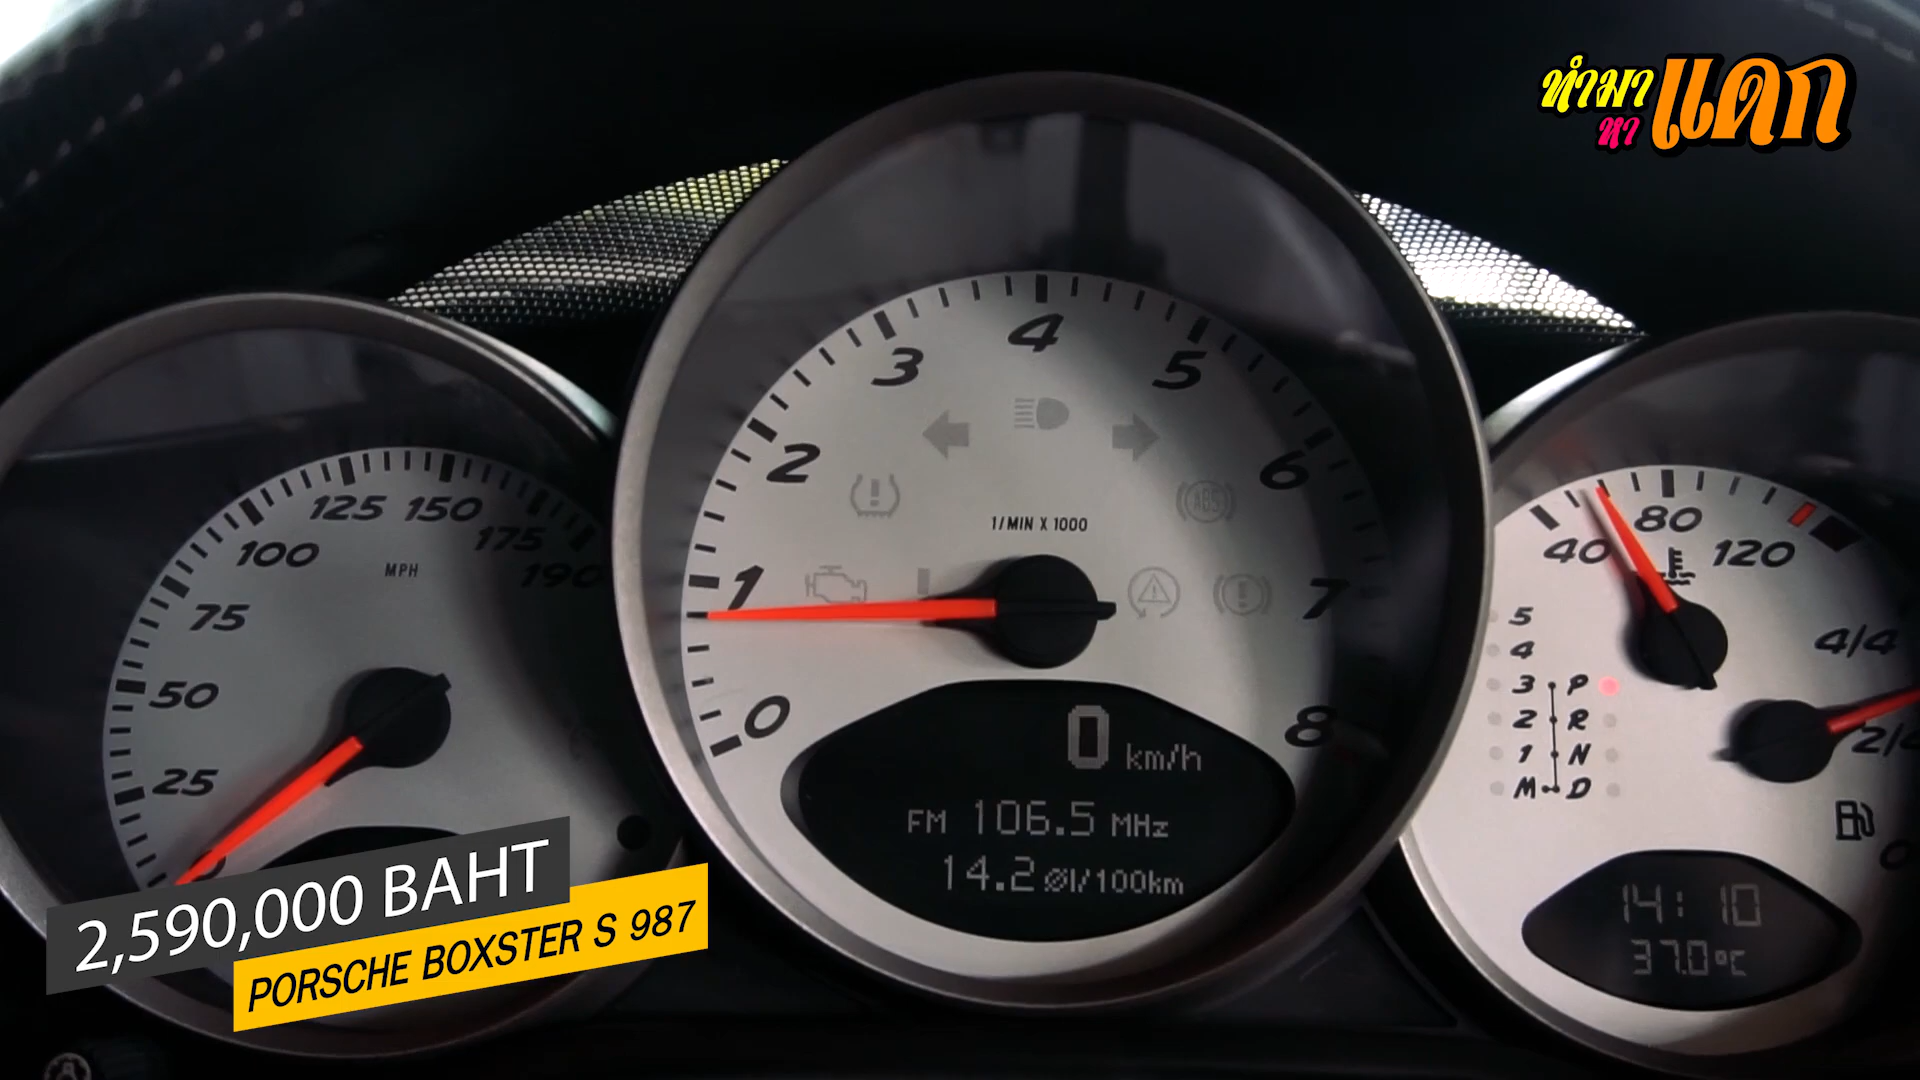 ทำมา
หา
แดก
0
1
2
3
4
5
6
7
8
1/MIN X 1000
ABS
0 km/h
FM 106.5 MHz
14.2 ø l/100km
25
50
75
100
125
150
175
190
MPH
40
80
120
5
4
3 P
2 R
1 N
M D
4/4
0
14:10
37.0°C
2,590,000 BAHT
PORSCHE BOXSTER S 987